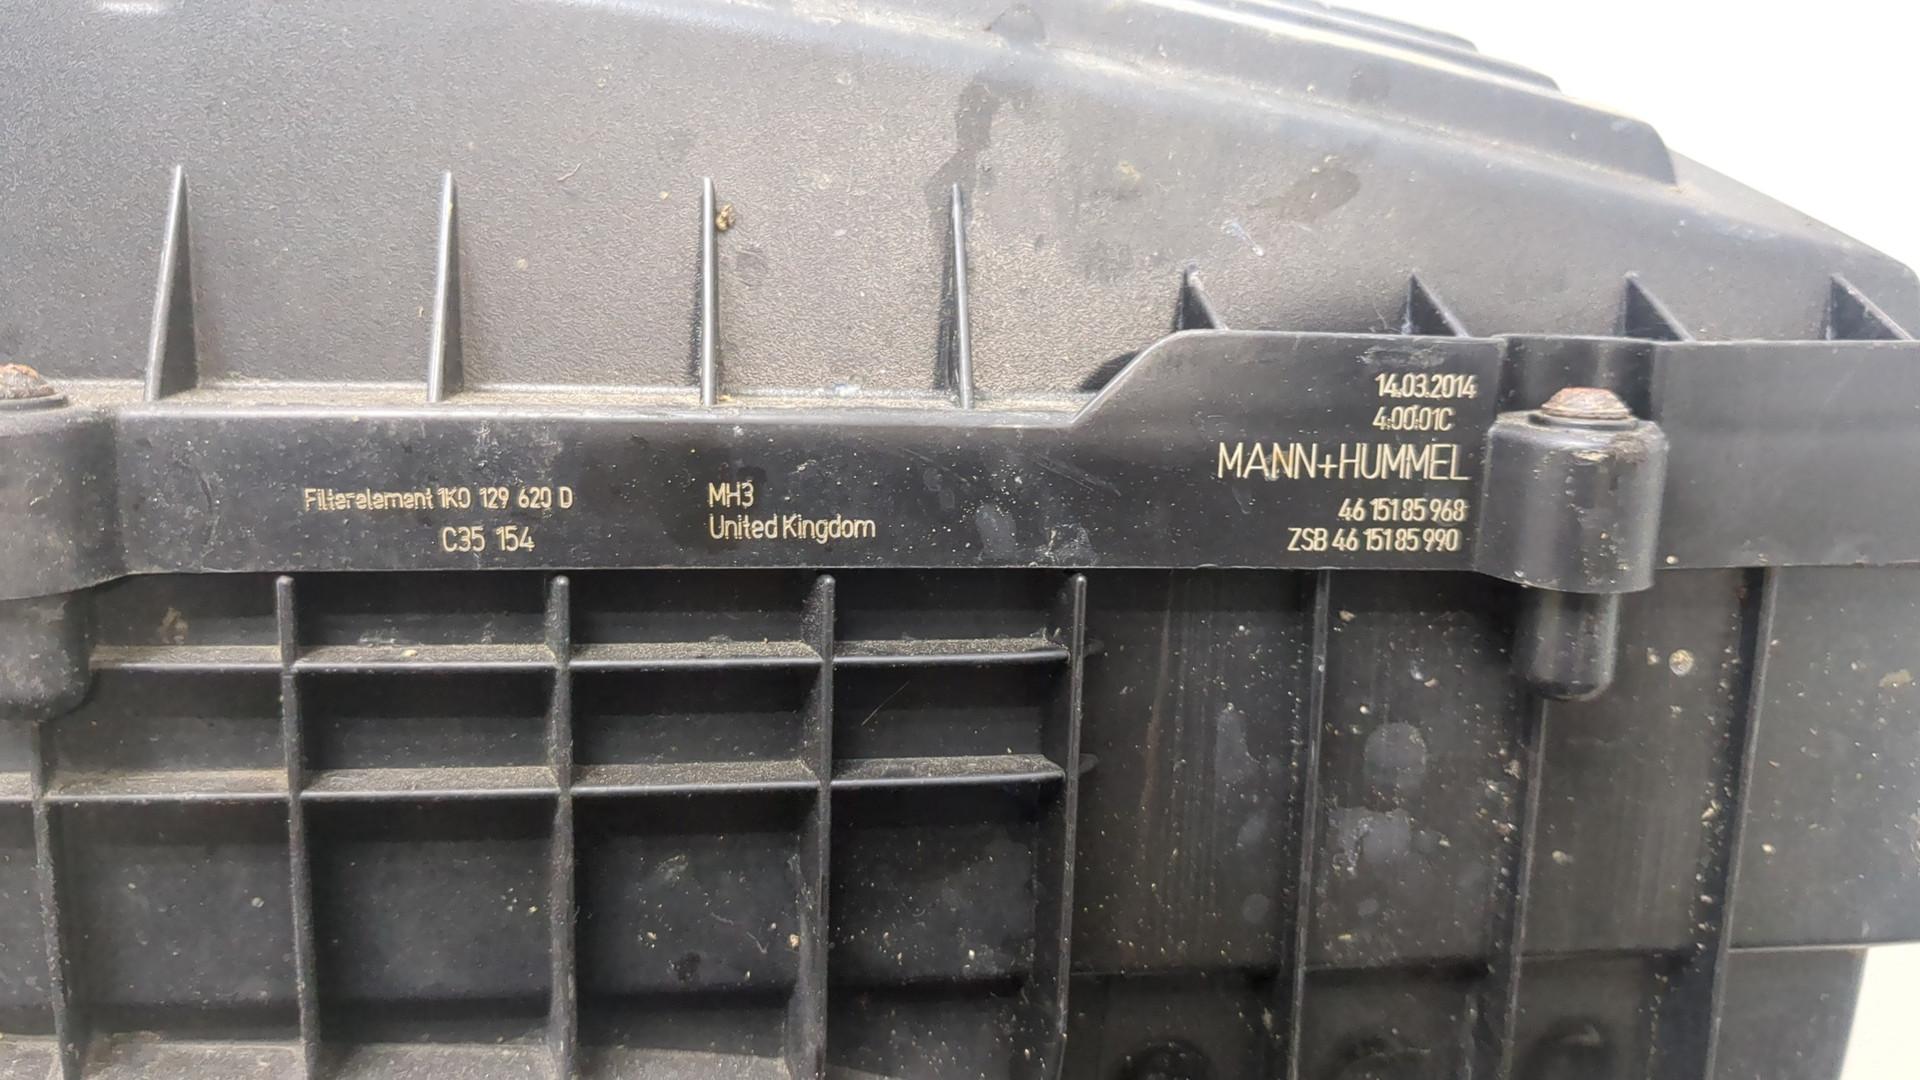 14.03.2014
4:00:01C
MANN+HUMMEL
46 151 85 968
ZSB 46 151 85 990
Filterelement 1K0 129 620 D
C35 154
MH3
United Kingdom